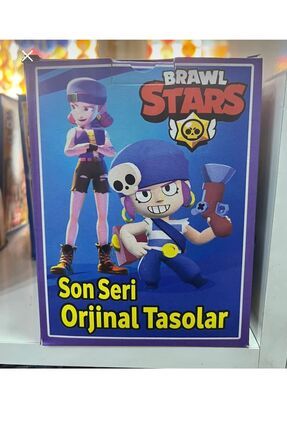 BRAWL
STARS
Son Seri
Orjinal Tasolar